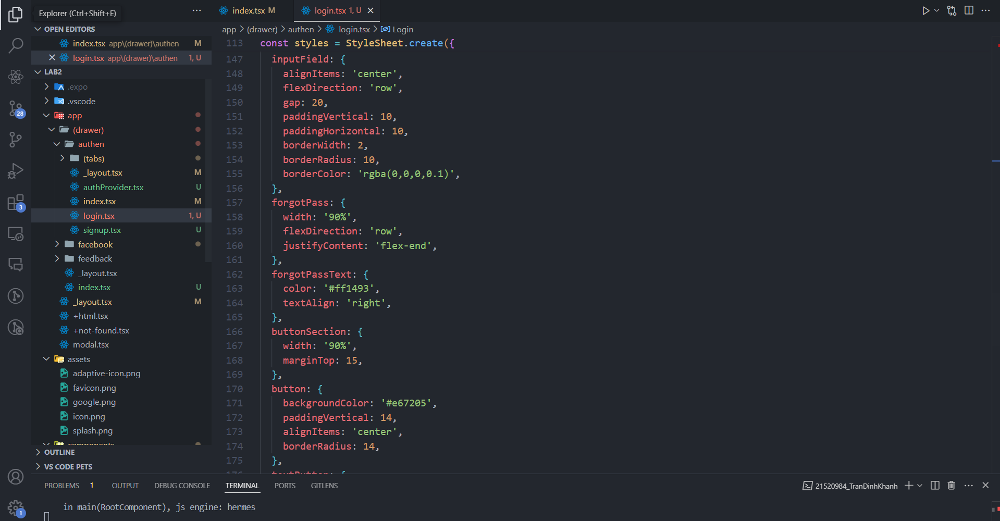 Explorer (Ctrl+Shift+E)
index.tsx M
login.tsx 1, U
OPEN EDITORS
index.tsx app\(drawer)\authen M
login.tsx app\(drawer)\authen 1, U
LAB2
.expo
.vscode
app
(drawer)
authen
(tabs)
_layout.tsx M
authProvider.tsx U
index.tsx M
login.tsx 1, U
signup.tsx U
facebook
feedback
_layout.tsx
index.tsx U
_layout.tsx M
+html.tsx
+not-found.tsx
modal.tsx
assets
adaptive-icon.png
favicon.png
google.png
icon.png
splash.png
components
OUTLINE
VS CODE PETS
28
3
1
app > (drawer) > authen > login.tsx > Login
113 const styles = StyleSheet.create({
147 inputField: {
148 alignItems: 'center',
149 flexDirection: 'row',
150 gap: 20,
151 paddingVertical: 10,
152 paddingHorizontal: 10,
153 borderWidth: 2,
154 borderRadius: 10,
155 borderColor: 'rgba(0,0,0,0.1)',
156 },
157 forgotPass: {
158 width: '90%',
159 flexDirection: 'row',
160 justifyContent: 'flex-end',
161 },
162 forgotPassText: {
163 color: '#ff1493',
164 textAlign: 'right',
165 },
166 buttonSection: {
167 width: '90%',
168 marginTop: 15,
169 },
170 button: {
171 backgroundColor: '#e67205',
172 paddingVertical: 14,
173 alignItems: 'center',
174 borderRadius: 14,
175 },
176 textButton: {
PROBLEMS 1 OUTPUT DEBUG CONSOLE TERMINAL PORTS GITLENS
21520984_TranDinhKhanh
in main(RootComponent), js engine: hermes